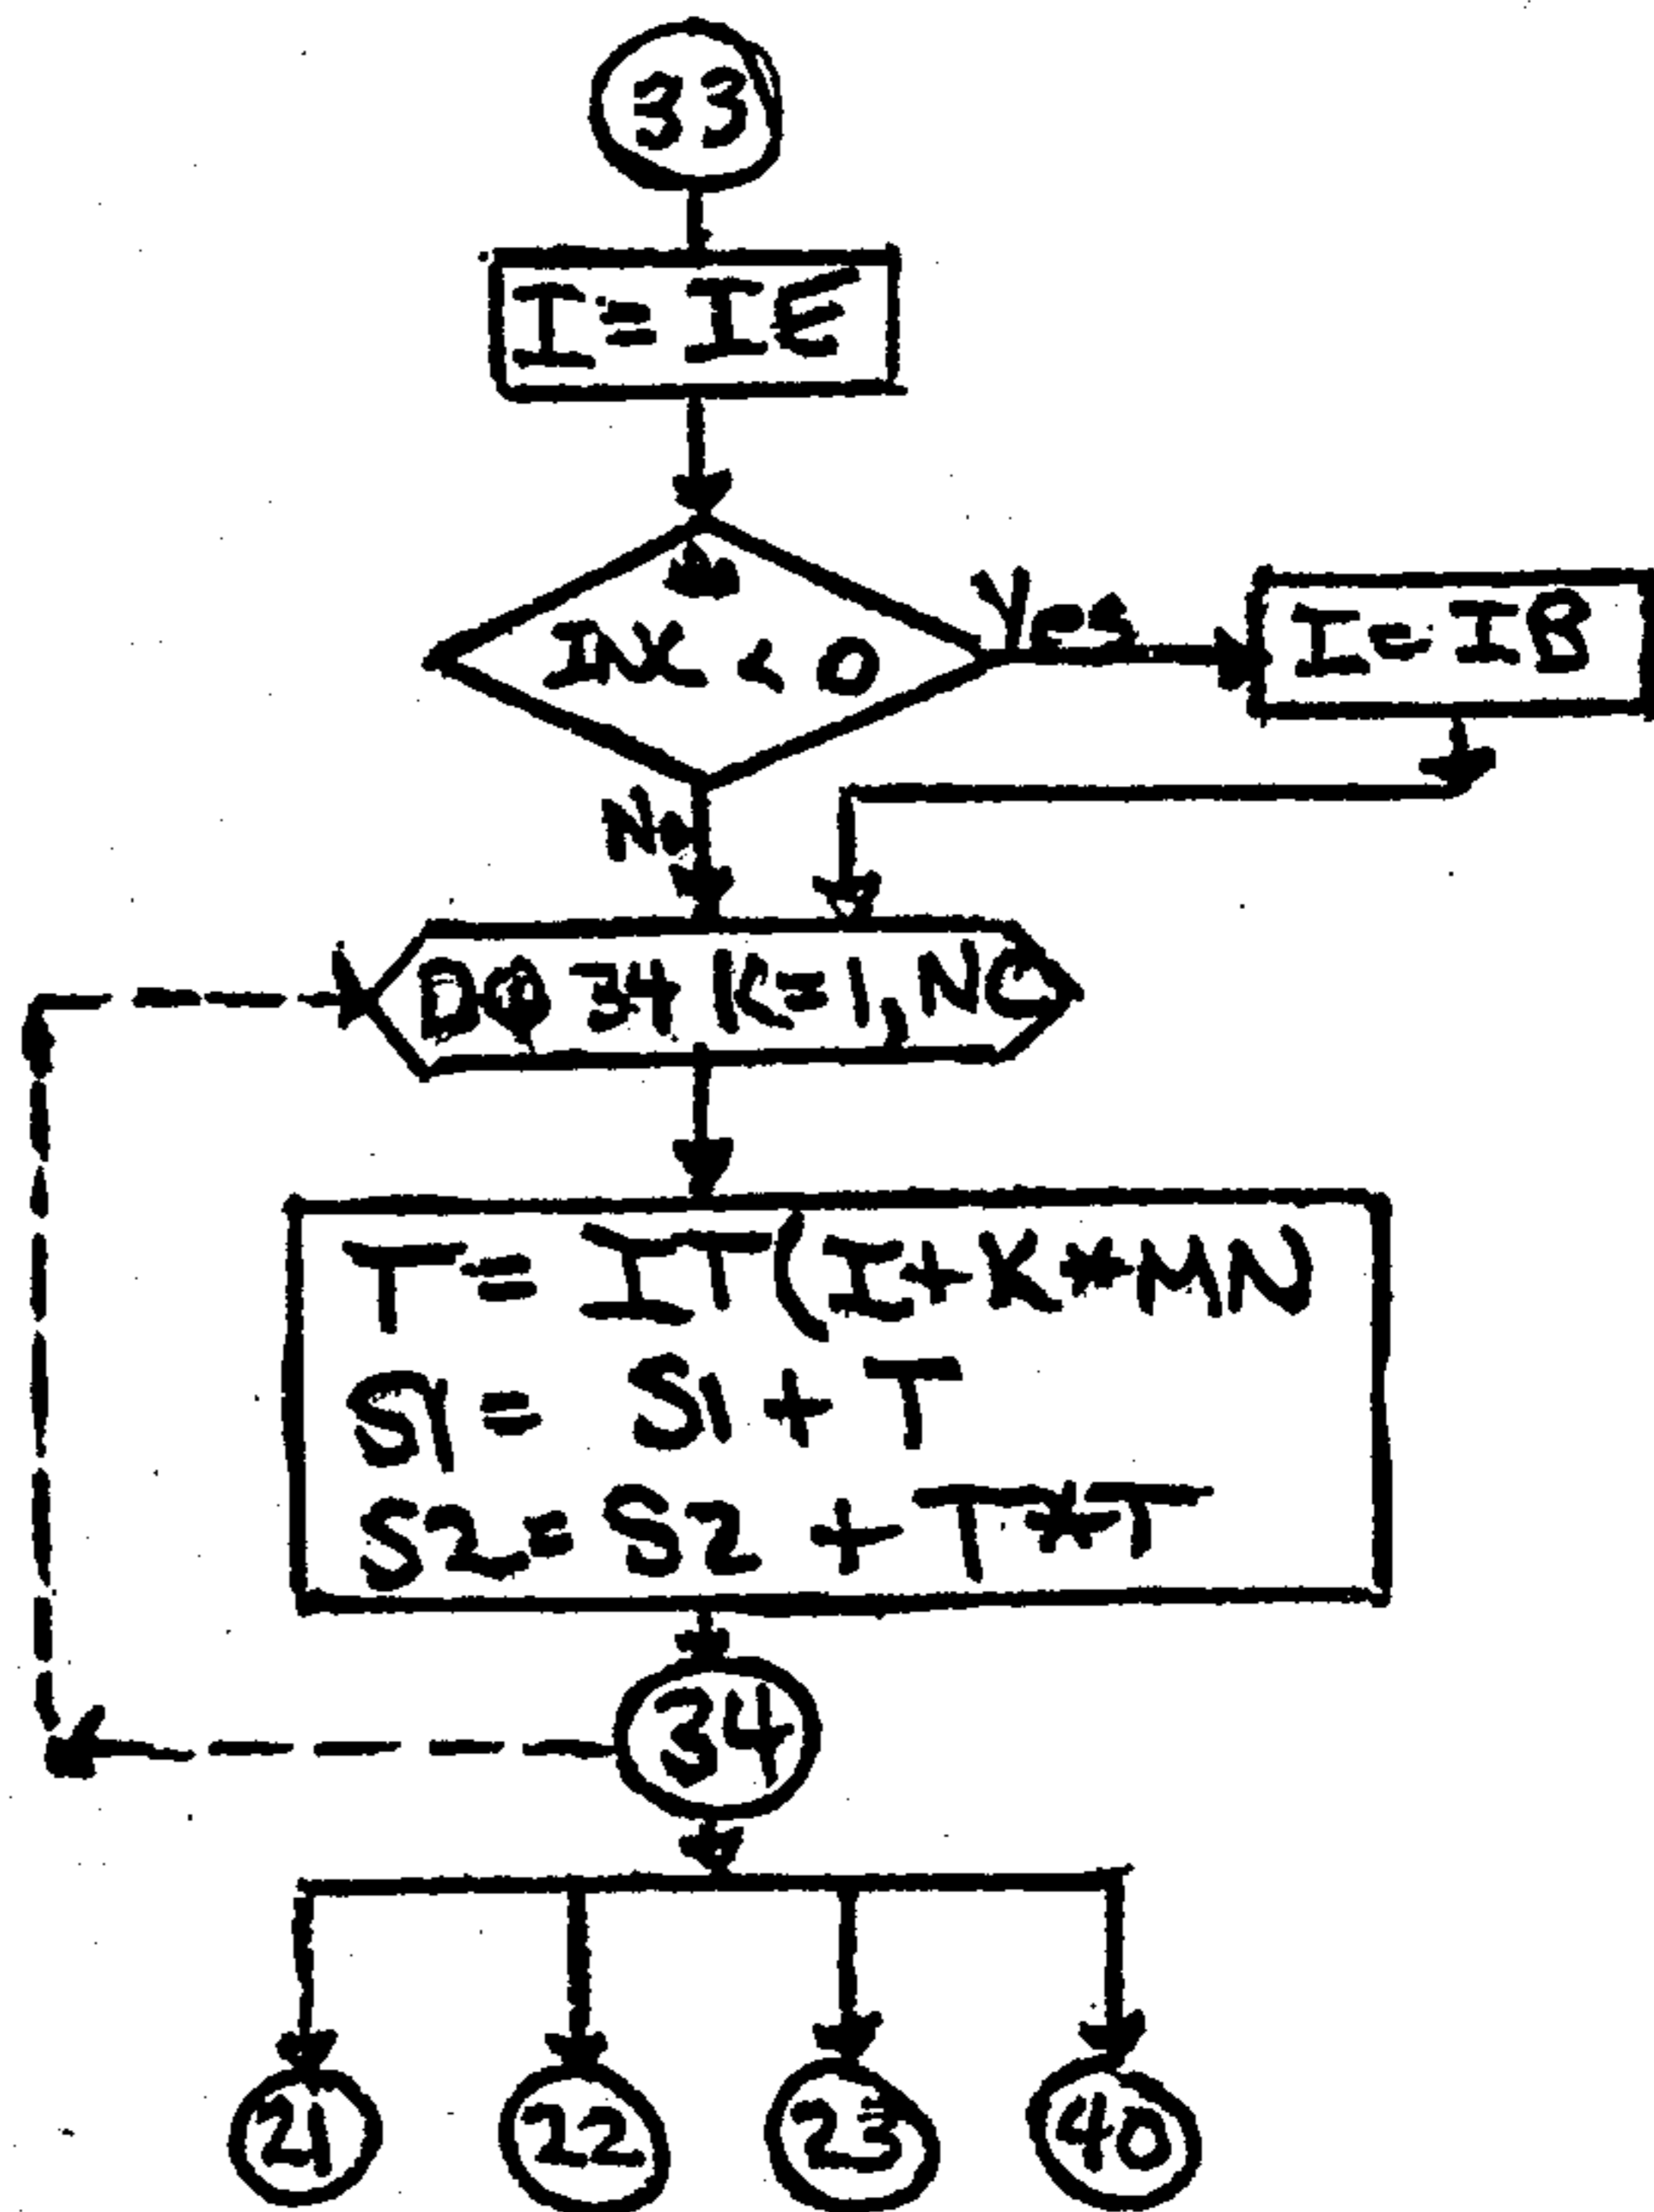 33
I = IE
INC < 0
Yes
I = IB
No
DO 34 K=1, NC
T = IT(I+K*MN
S1 = S1 + T
S2 = S2 + T*T
34
21
22
23
40